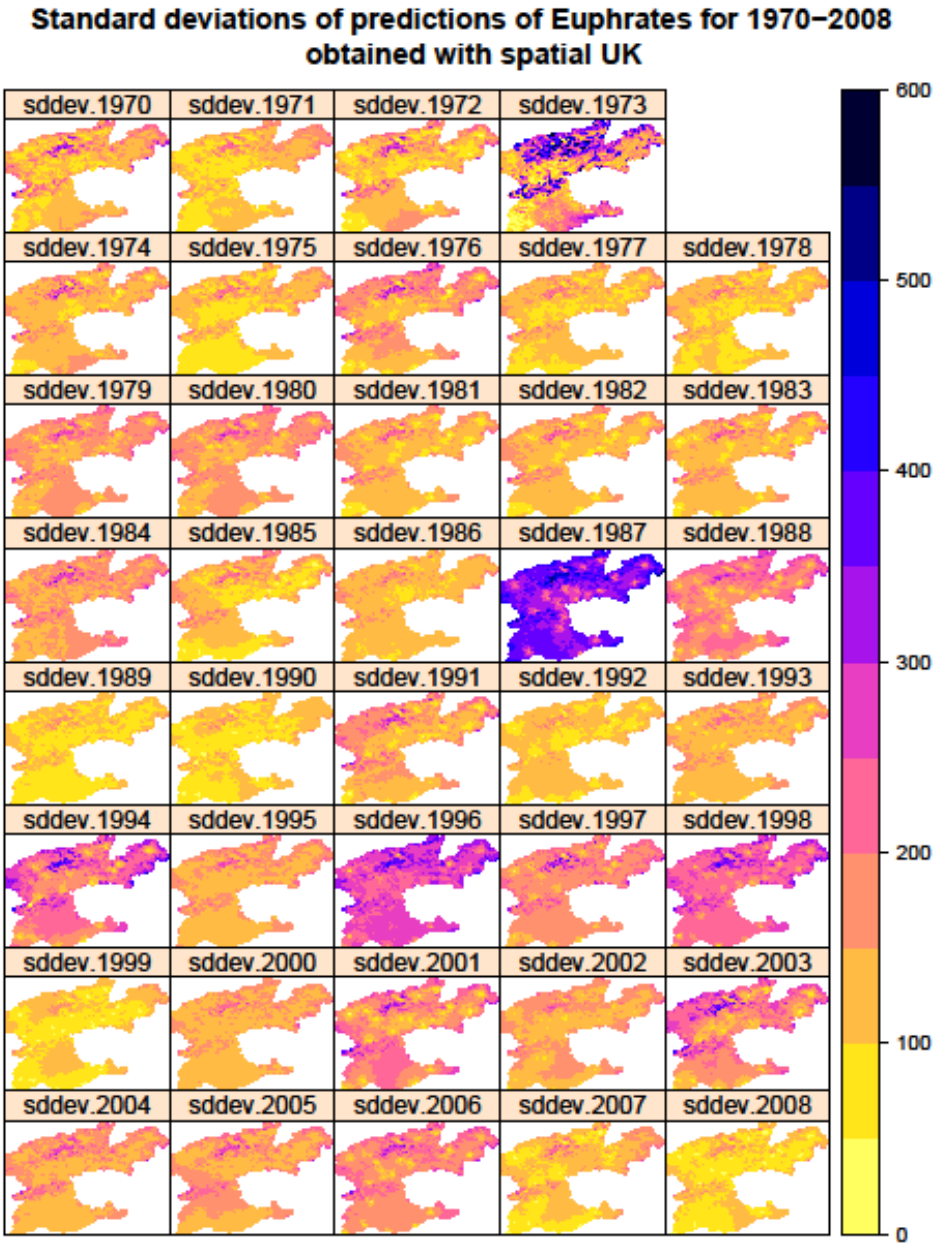 Standard deviations of predictions of Euphrates for 1970−2008
obtained with spatial UK
sddev.1970 sddev.1971 sddev.1972 sddev.1973
sddev.1974 sddev.1975 sddev.1976 sddev.1977 sddev.1978
sddev.1979 sddev.1980 sddev.1981 sddev.1982 sddev.1983
sddev.1984 sddev.1985 sddev.1986 sddev.1987 sddev.1988
sddev.1989 sddev.1990 sddev.1991 sddev.1992 sddev.1993
sddev.1994 sddev.1995 sddev.1996 sddev.1997 sddev.1998
sddev.1999 sddev.2000 sddev.2001 sddev.2002 sddev.2003
sddev.2004 sddev.2005 sddev.2006 sddev.2007 sddev.2008
600
500
400
300
200
100
0